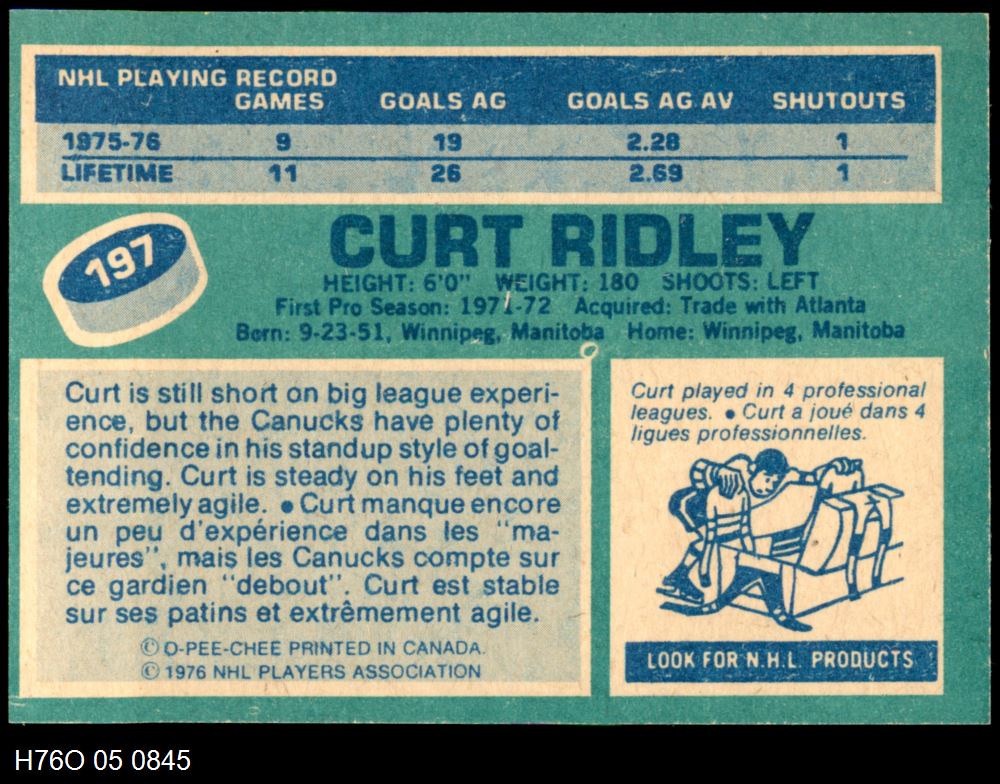 NHL PLAYING RECORD
GAMES GOALS AG GOALS AG AV SHUTOUTS
1975-76 9 19 2.28 1
LIFETIME 11 26 2.69 1
197
CURT RIDLEY
HEIGHT: 6'0" WEIGHT: 180 SHOOTS: LEFT
First Pro Season: 1971-72 Acquired: Trade with Atlanta
Born: 9-23-51, Winnipeg, Manitoba Home: Winnipeg, Manitoba
Curt is still short on big league experi-
ence, but the Canucks have plenty of
confidence in his standup style of goal-
tending. Curt is steady on his feet and
extremely agile. • Curt manque encore
un peu d'expérience dans les "ma-
jeures", mais les Canucks compte sur
ce gardien "debout". Curt est stable
sur ses patins et extrêmement agile.
© O-PEE-CHEE PRINTED IN CANADA.
© 1976 NHL PLAYERS ASSOCIATION
Curt played in 4 professional
leagues. • Curt a joué dans 4
ligues professionnelles.
LOOK FOR N.H.L. PRODUCTS
H76O 05 0845